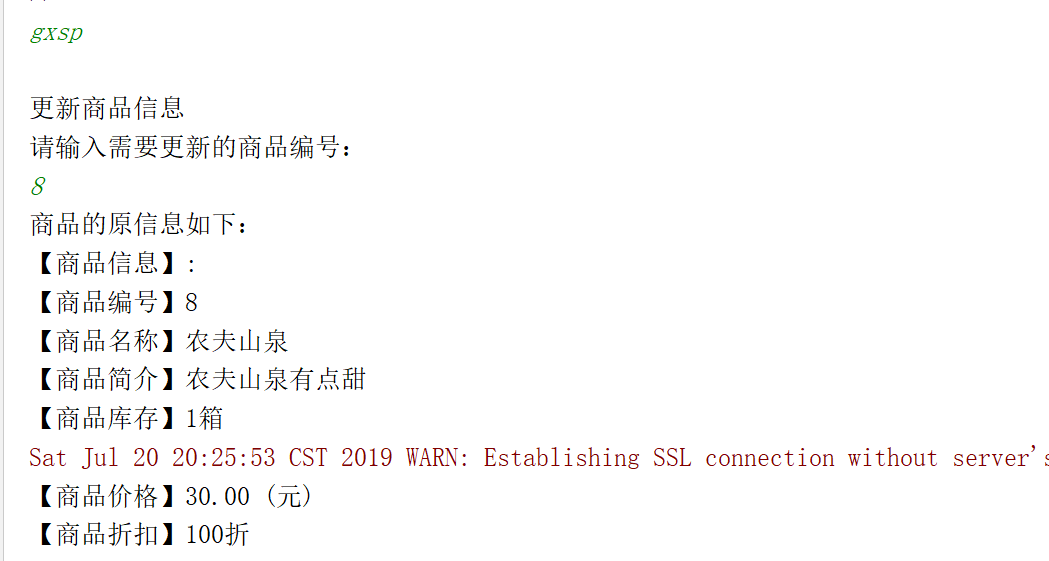 gxsp
更新商品信息
请输入需要更新的商品编号：
8
商品的原信息如下：
【商品信息】:
【商品编号】8
【商品名称】农夫山泉
【商品简介】农夫山泉有点甜
【商品库存】1箱
Sat Jul 20 20:25:53 CST 2019 WARN: Establishing SSL connection without server's
【商品价格】30.00 (元)
【商品折扣】100折